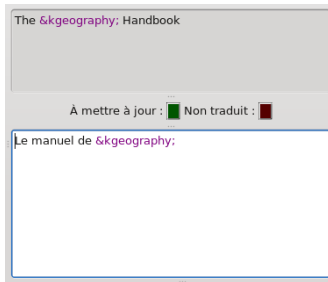 The &kgeography; Handbook
À mettre à jour : Non traduit :
Le manuel de &kgeography;